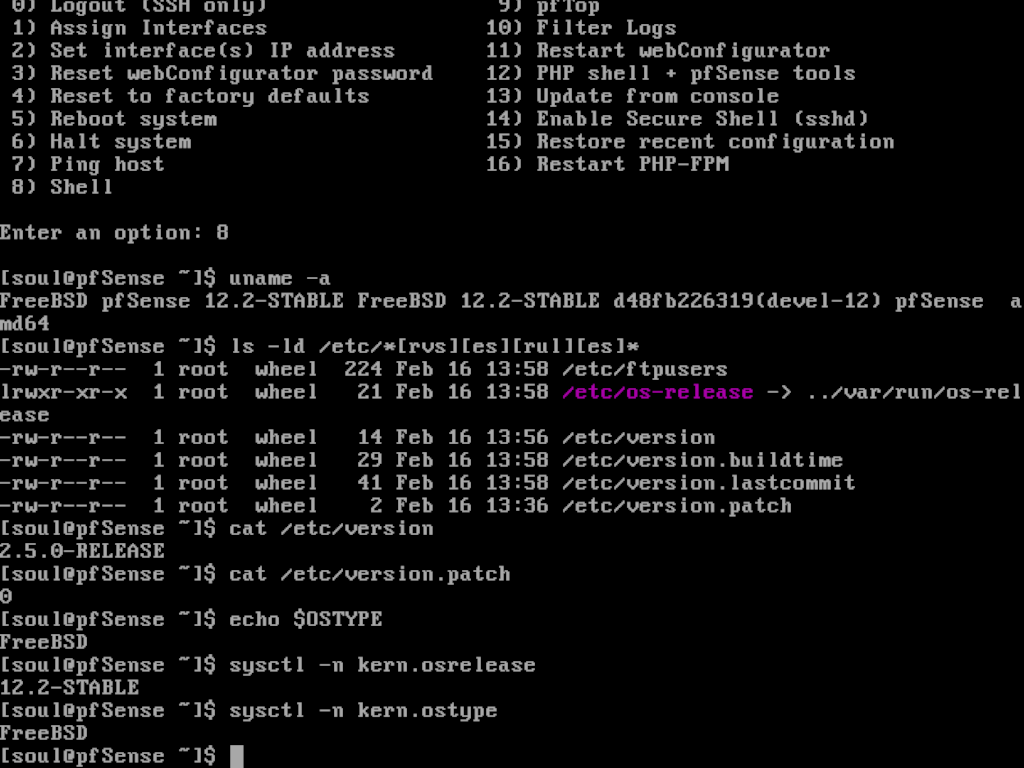 0) Logout (SSH only)                  9) pfTop
 1) Assign Interfaces                 10) Filter Logs
 2) Set interface(s) IP address       11) Restart webConfigurator
 3) Reset webConfigurator password    12) PHP shell + pfSense tools
 4) Reset to factory defaults         13) Update from console
 5) Reboot system                     14) Enable Secure Shell (sshd)
 6) Halt system                       15) Restore recent configuration
 7) Ping host                         16) Restart PHP-FPM
 8) Shell
Enter an option: 8
[soul@pfSense ~]$ uname -a
FreeBSD pfSense 12.2-STABLE FreeBSD 12.2-STABLE d48fb226319(devel-12) pfSense  a
md64
[soul@pfSense ~]$ ls -ld /etc/*[rvs][es][rul][es]*
-rw-r--r--  1 root  wheel  224 Feb 16 13:58 /etc/ftpusers
lrwxr-xr-x  1 root  wheel   21 Feb 16 13:58 /etc/os-release -> ../var/run/os-rel
ease
-rw-r--r--  1 root  wheel   14 Feb 16 13:56 /etc/version
-rw-r--r--  1 root  wheel   29 Feb 16 13:58 /etc/version.buildtime
-rw-r--r--  1 root  wheel   41 Feb 16 13:58 /etc/version.lastcommit
-rw-r--r--  1 root  wheel    2 Feb 16 13:36 /etc/version.patch
[soul@pfSense ~]$ cat /etc/version
2.5.0-RELEASE
[soul@pfSense ~]$ cat /etc/version.patch
0
[soul@pfSense ~]$ echo $OSTYPE
FreeBSD
[soul@pfSense ~]$ sysctl -n kern.osrelease
12.2-STABLE
[soul@pfSense ~]$ sysctl -n kern.ostype
FreeBSD
[soul@pfSense ~]$